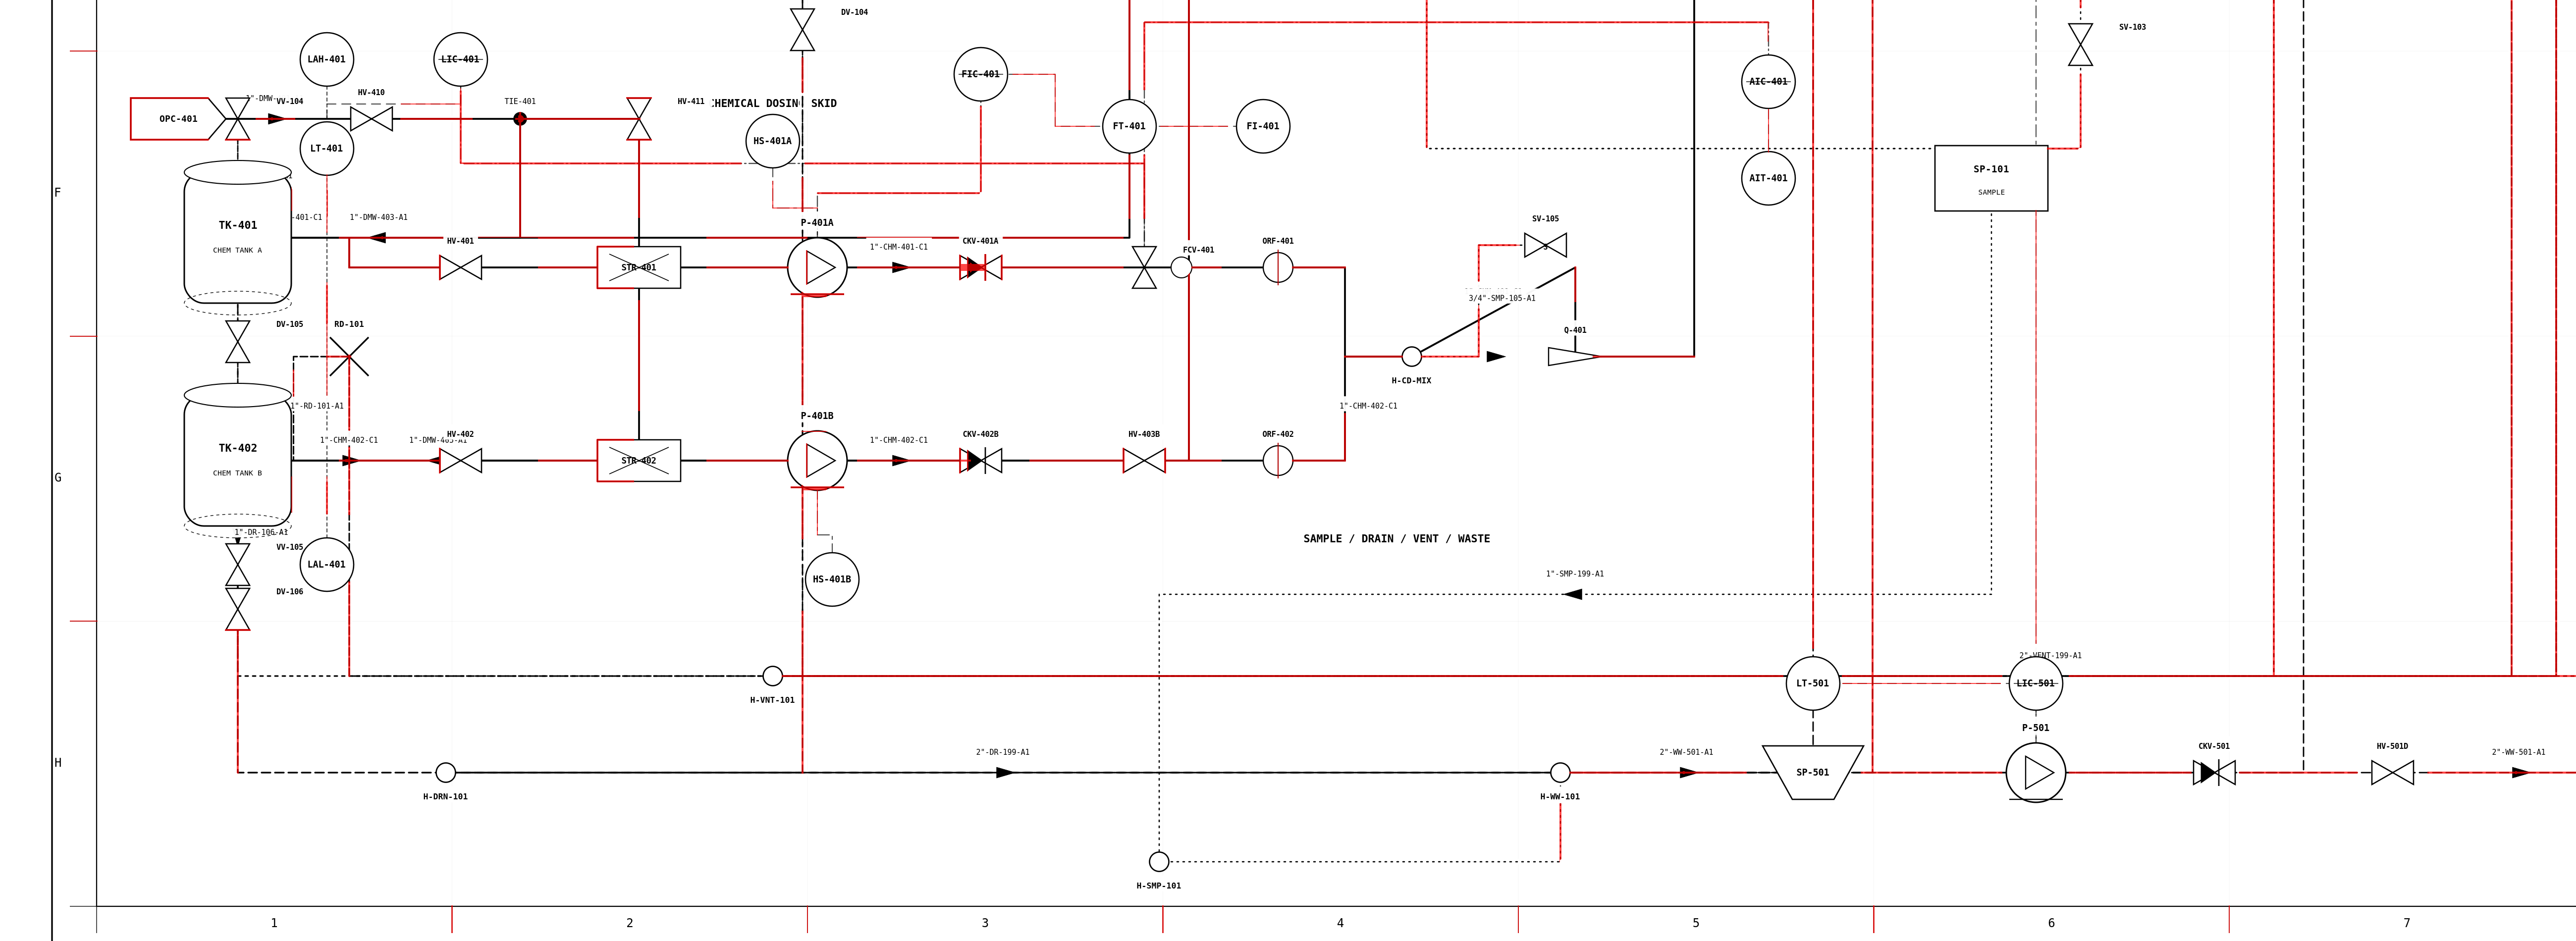 DV-104
SV-103
LAH-401
LIC-401
FIC-401
AIC-401
HV-410
1"-DMW-
VV-104
TIE-401
HV-411
HEMICAL DOSIN
SKID
OPC-401
FT-401
FI-401
HS-401A
LT-401
SP-101
SAMPLE
AIT-401
F
-401-C1
1"-DMW-403-A1
P-401A
SV-105
TK-401
CHEM TANK A
HV-401
1"-CHM-401-C1
CKV-401A
FCV-401
ORF-401
STR-401
3/4"-SMP-105-A1
DV-105
RD-101
Q-401
H-CD-MIX
1"-RD-101-A1
1"-CHM-402-C1
P-401B
TK-402
CHEM TANK B
1"-CHM-402-C1
HV-402
1"-CHM-402-C1
CKV-402B
HV-403B
ORF-402
STR-402
G
1"-DR-106-A1
VV-105
LAL-401
HS-401B
DV-106
SAMPLE / DRAIN / VENT / WASTE
1"-SMP-199-A1
2"-VENT-199-A1
LT-501
LIC-501
H-VNT-101
P-501
2"-DR-199-A1
2"-WW-501-A1
CKV-501
HV-501D
2"-WW-501-A1
H
SP-501
H-DRN-101
H-WW-101
H-SMP-101
1
2
3
4
5
6
7